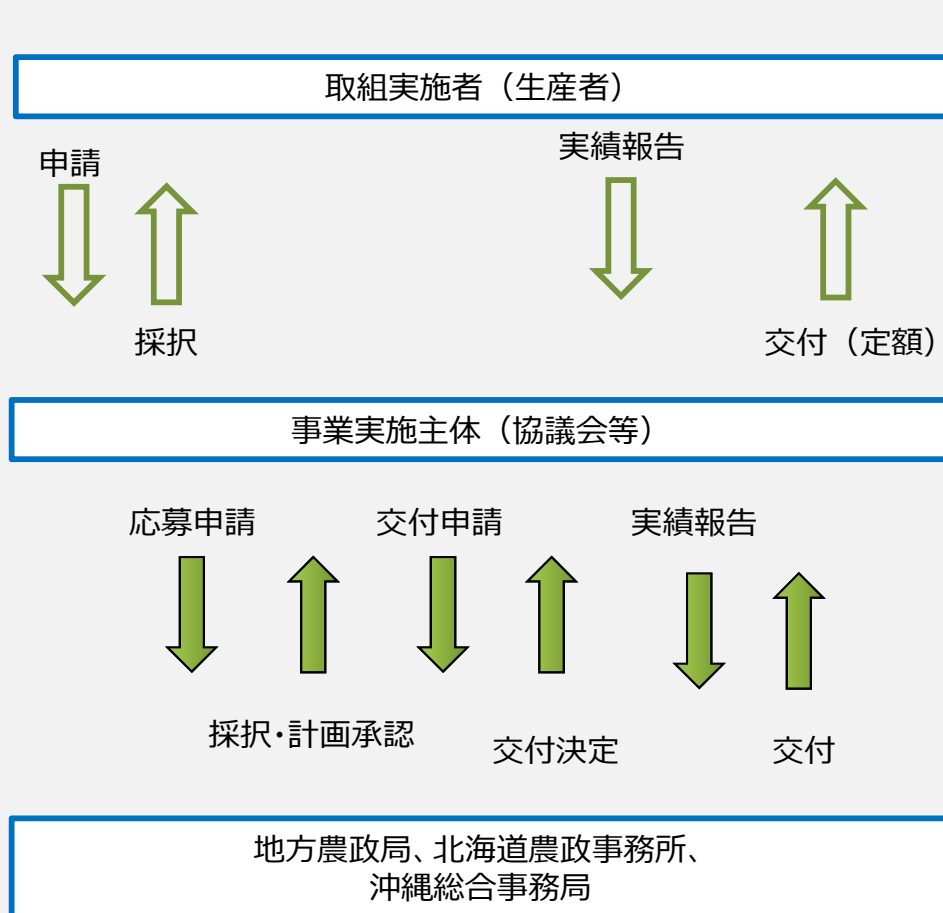 取組実施者（生産者）
申請
実績報告
採択
交付（定額）
事業実施主体（協議会等）
応募申請
交付申請
実績報告
採択・計画承認
交付決定
交付
地方農政局、北海道農政事務所、
沖縄総合事務局